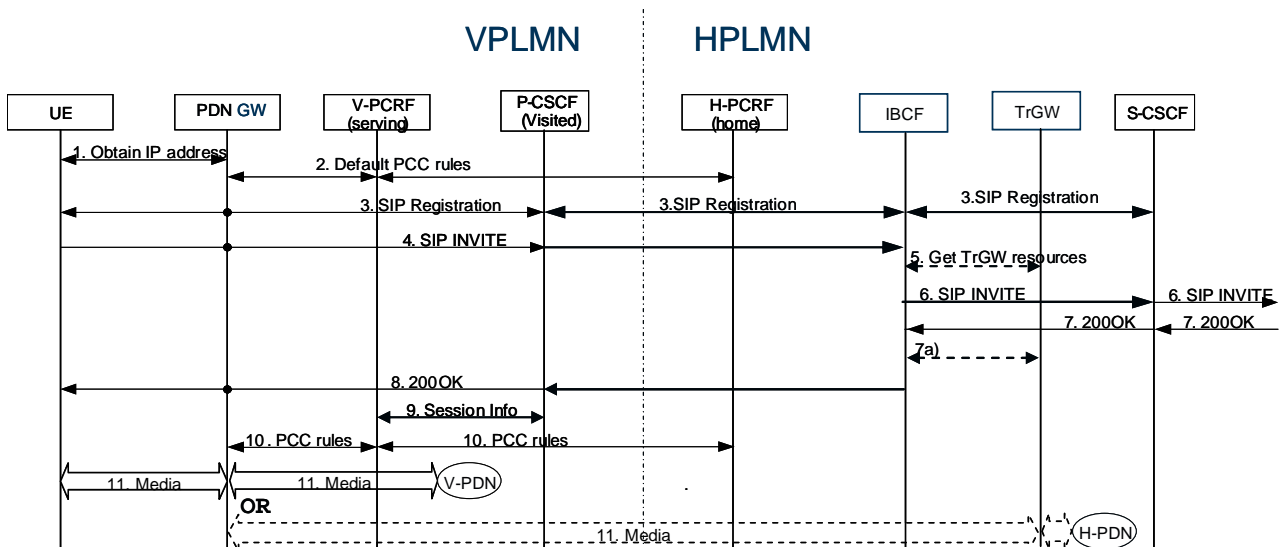 VPLMN HPLMN
UE
PDN GW
V-PCRF
(serving)
P-CSCF
(Visited)
H-PCRF
(home)
IBCF
TrGW
S-CSCF
1. Obtain IP address
2. Default PCC rules
3. SIP Registration
3.SIP Registration
3.SIP Registration
4. SIP INVITE
5. Get TrGW resources
6. SIP INVITE
6. SIP INVITE
7. 200OK
7. 200OK
7a)
8. 200OK
9. Session Info
10 . PCC rules
10. PCC rules
11. Media
11. Media
V-PDN
OR
11. Media
H-PDN